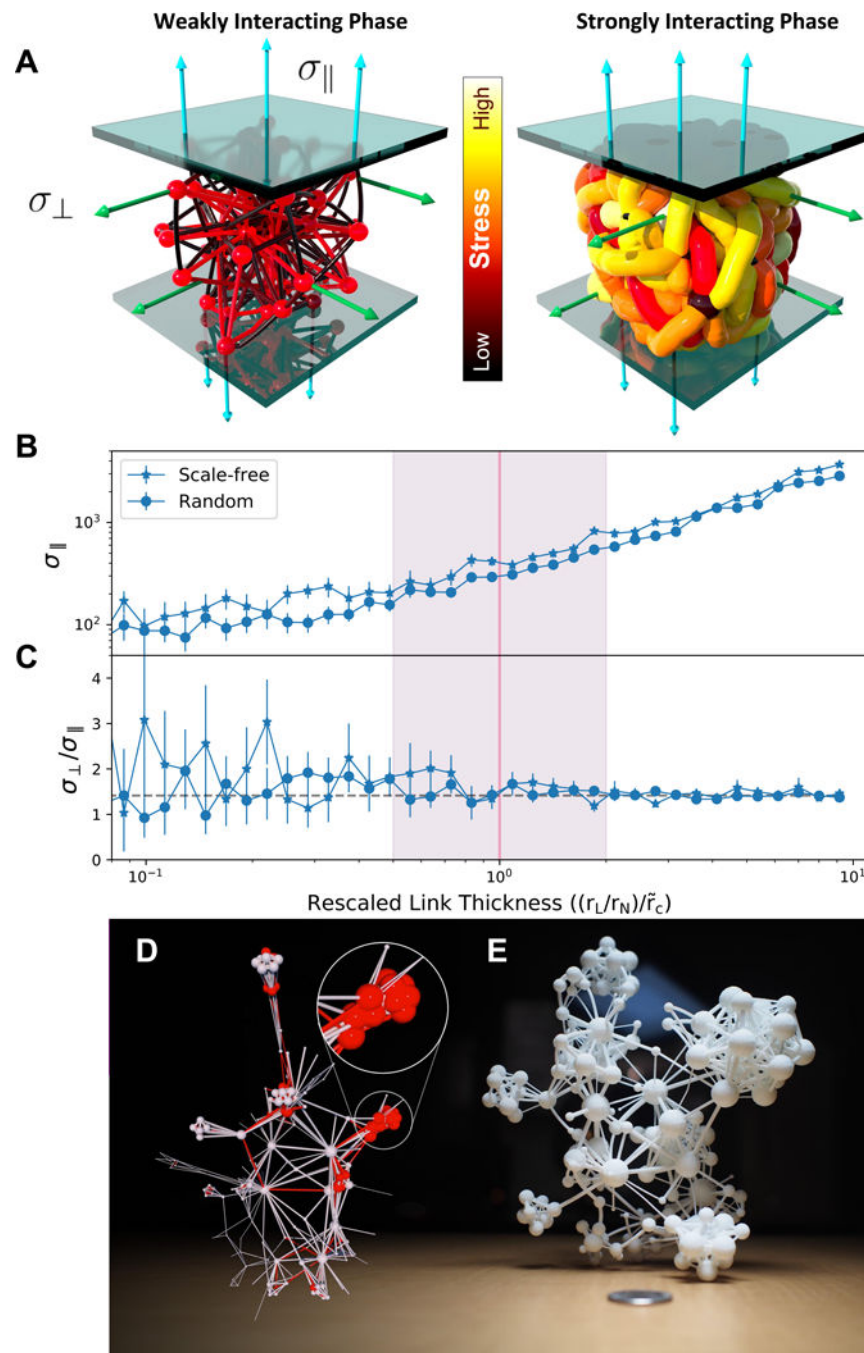 Weakly Interacting Phase
Strongly Interacting Phase
A
σ∥
σ⊥
High
Stress
Low
B
Scale-free
Random
σ∥
10³
10²
C
σ⊥/σ∥
4
3
2
1
0
10⁻¹
10⁰
10¹
Rescaled Link Thickness ((r_L/r_N)/r̃_c)
D
E